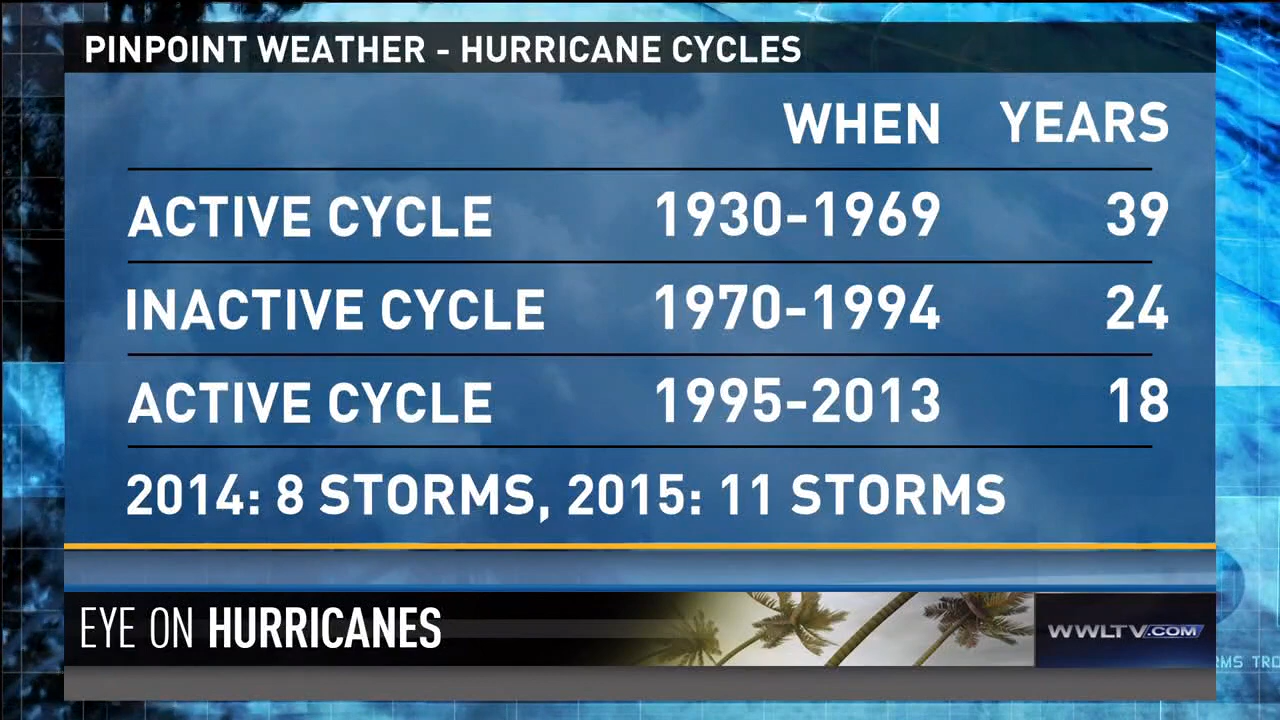 PINPOINT WEATHER - HURRICANE CYCLES
WHEN YEARS
ACTIVE CYCLE 1930-1969 39
INACTIVE CYCLE 1970-1994 24
ACTIVE CYCLE 1995-2013 18
2014: 8 STORMS, 2015: 11 STORMS
EYE ON HURRICANES
WWLTV.COM